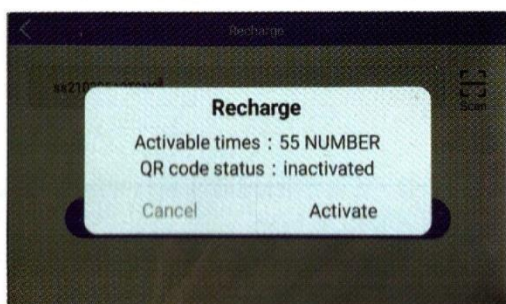 Recharge
Scan
Recharge
Activable times : 55 NUMBER
QR code status : inactivated
Cancel
Activate